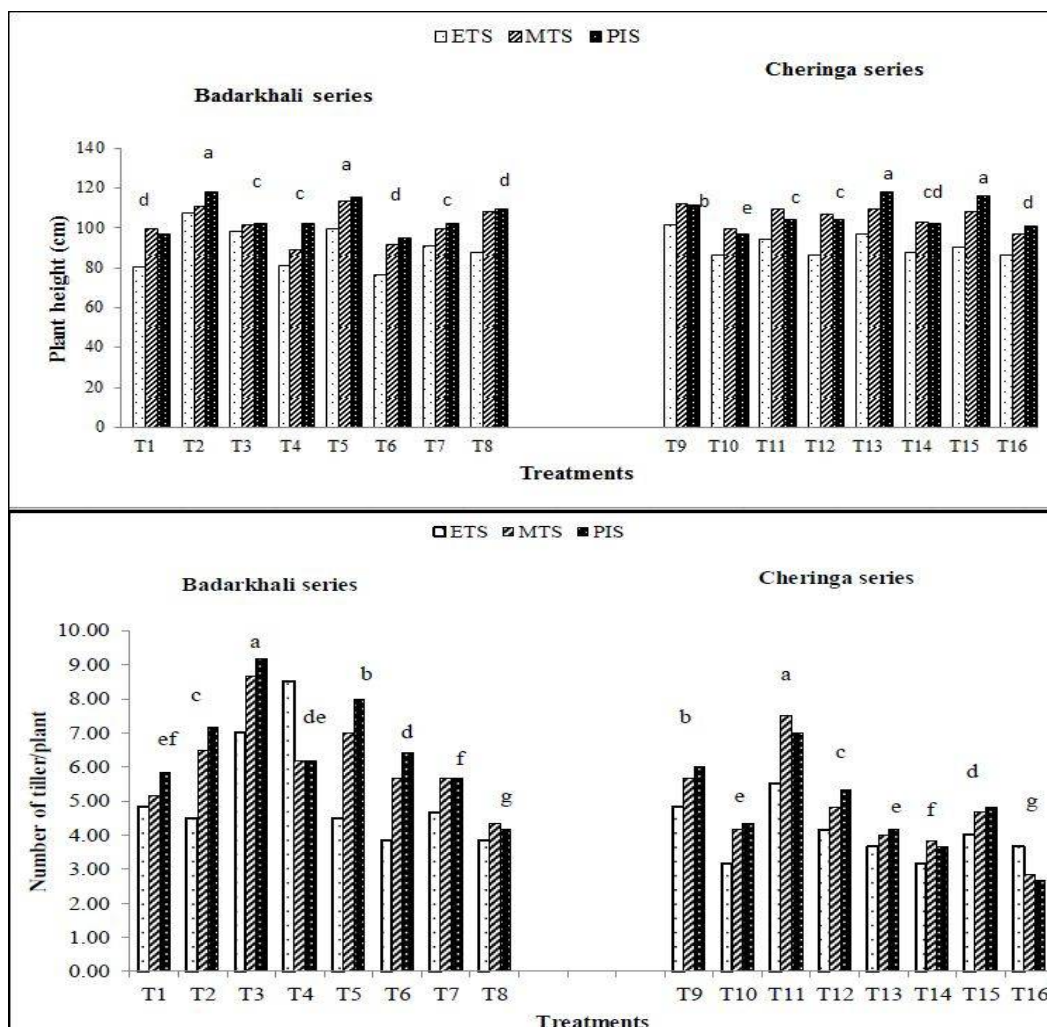 ETS MTS PIS
Cheringa series
Badarkhali series
140
120
100
80
60
40
20
0
Plant height (cm)
d a c c a d c d b e c c a cd a d
T1 T2 T3 T4 T5 T6 T7 T8 T9 T10 T11 T12 T13 T14 T15 T16
Treatments
ETS MTS PIS
Badarkhali series
Cheringa series
10.00
9.00
8.00
7.00
6.00
5.00
4.00
3.00
2.00
1.00
0.00
Number of tiller/plant
ef c a de b d f g b e a c e f d g
T1 T2 T3 T4 T5 T6 T7 T8 T9 T10 T11 T12 T13 T14 T15 T16
Treatments